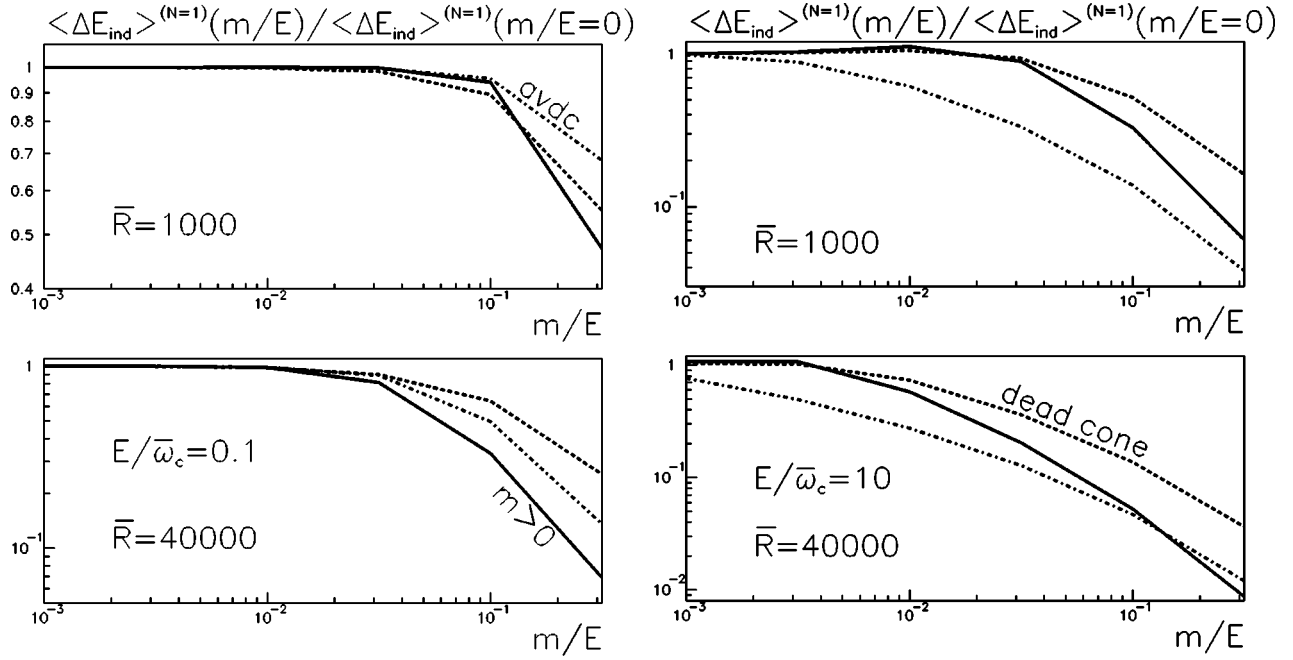 <ΔE_ind>^(N=1)(m/E)/<ΔE_ind>^(N=1)(m/E=0)
1
0.9
0.8
0.7
0.6
0.5
0.4
avdc
R̄=1000
10^-3
10^-2
10^-1
m/E
<ΔE_ind>^(N=1)(m/E)/<ΔE_ind>^(N=1)(m/E=0)
1
10^-1
R̄=1000
10^-3
10^-2
10^-1
m/E
1
10^-1
E/ω̄_c=0.1
R̄=40000
m>0
10^-3
10^-2
10^-1
m/E
1
10^-1
10^-2
dead cone
E/ω̄_c=10
R̄=40000
10^-3
10^-2
10^-1
m/E